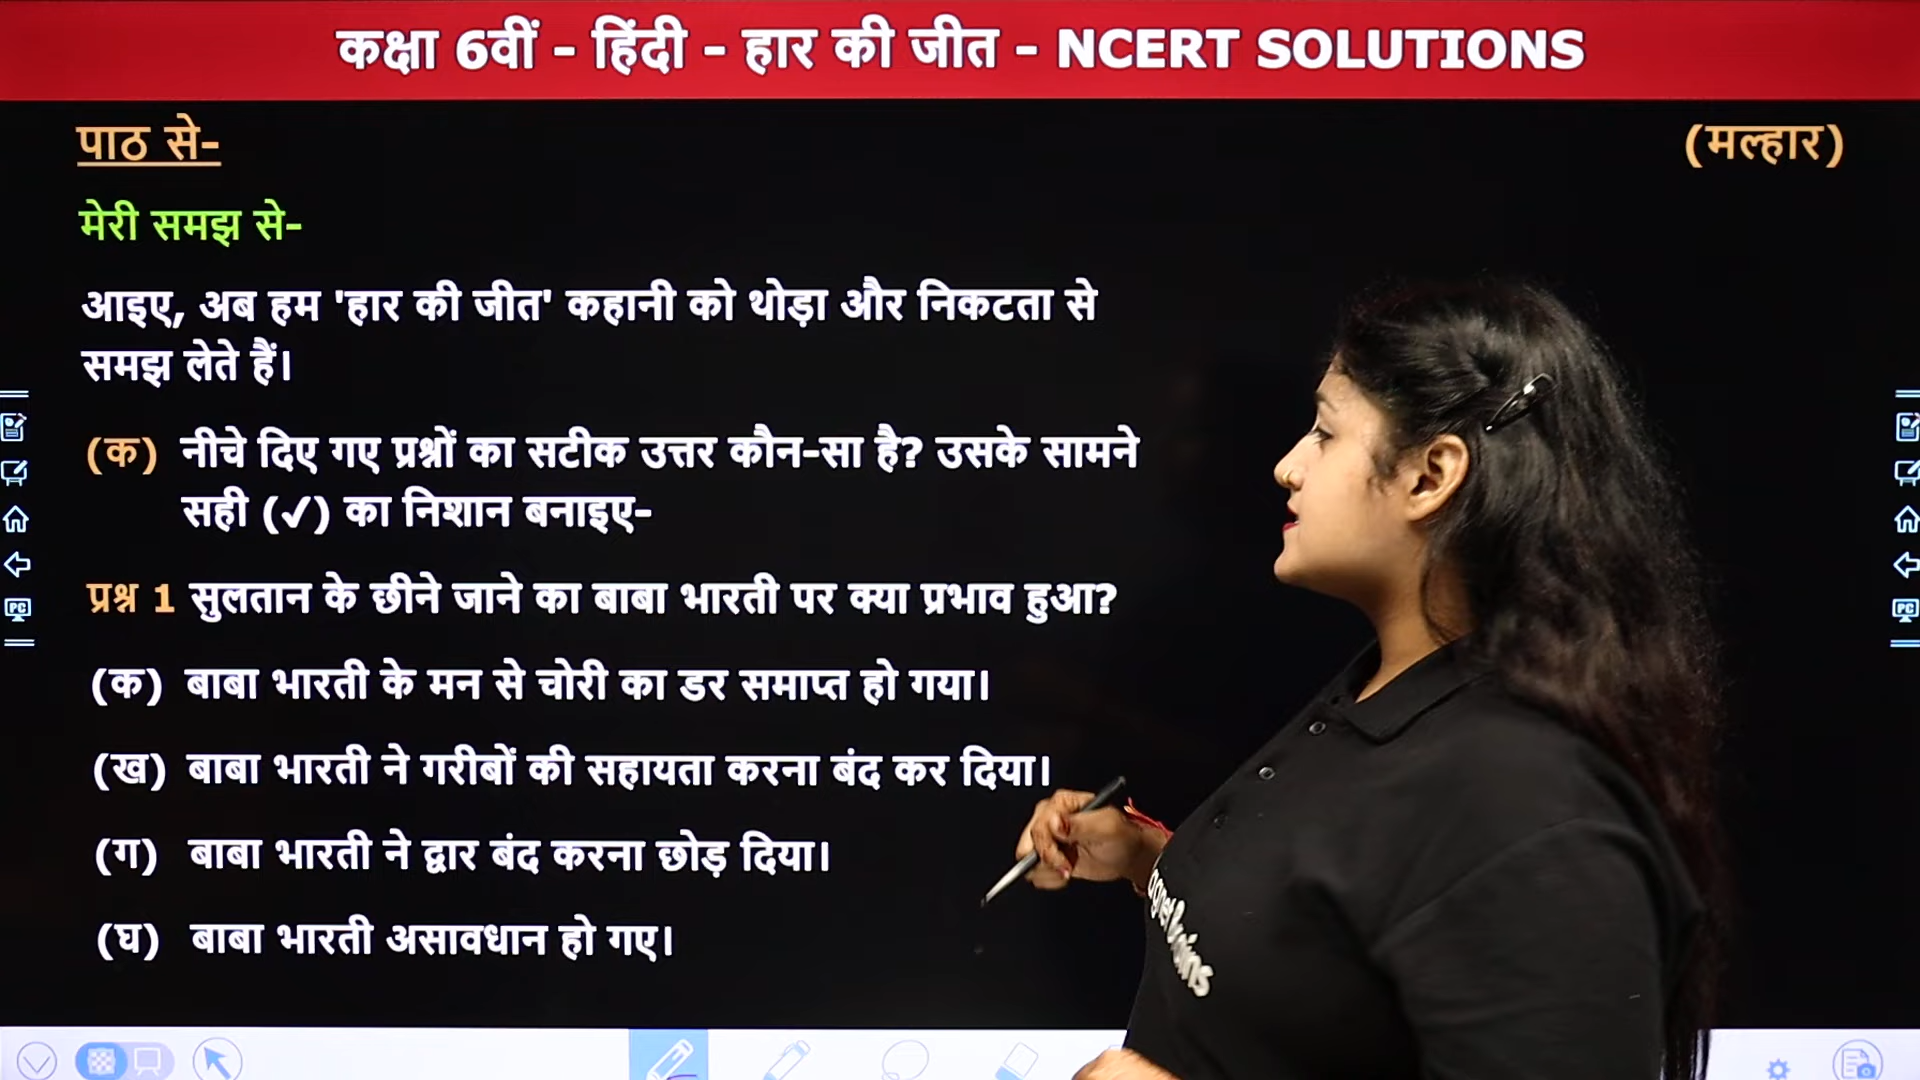 कक्षा 6वीं - हिंदी - हार की जीत - NCERT SOLUTIONS
पाठ से-
(मल्हार)
मेरी समझ से-
आइए, अब हम 'हार की जीत' कहानी को थोड़ा और निकटता से
समझ लेते हैं।
(क) नीचे दिए गए प्रश्नों का सटीक उत्तर कौन-सा है? उसके सामने
सही (✓) का निशान बनाइए-
प्रश्न 1 सुलतान के छीने जाने का बाबा भारती पर क्या प्रभाव हुआ?
(क) बाबा भारती के मन से चोरी का डर समाप्त हो गया।
(ख) बाबा भारती ने गरीबों की सहायता करना बंद कर दिया।
(ग) बाबा भारती ने द्वार बंद करना छोड़ दिया।
(घ) बाबा भारती असावधान हो गए।
PC
PC